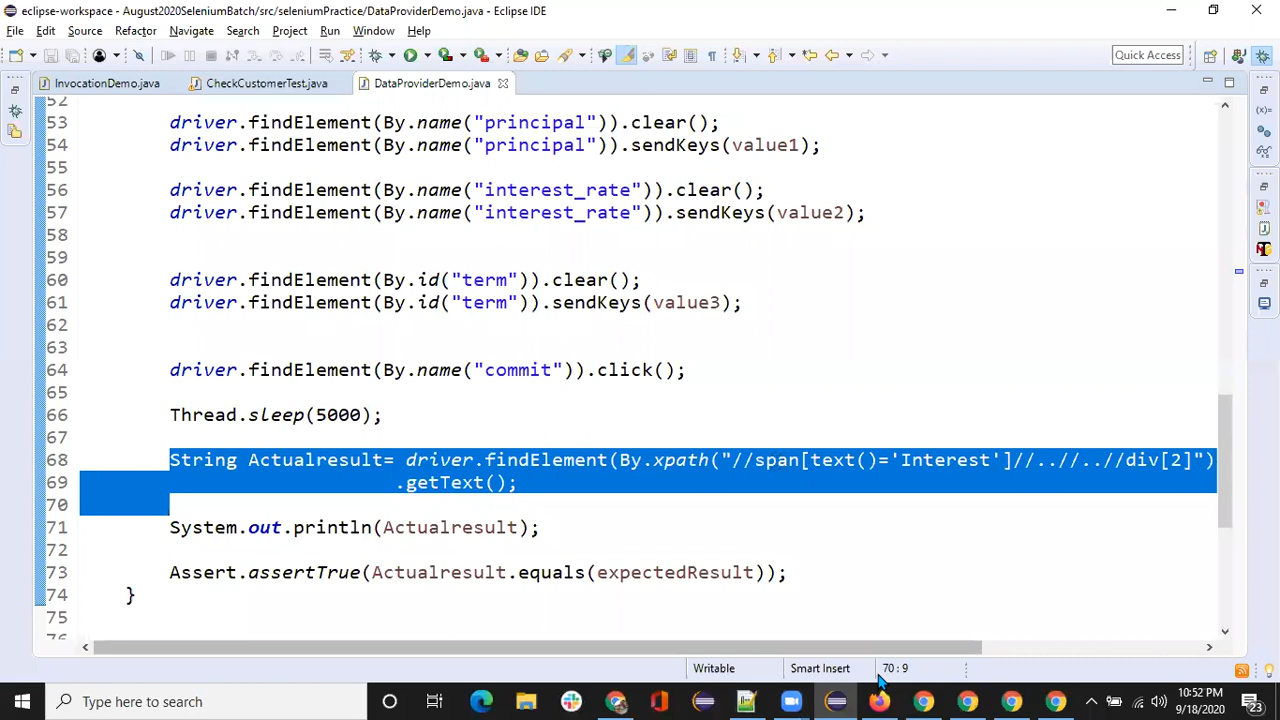 eclipse-workspace - August2020SeleniumBatch/src/seleniumPractice/DataProviderDemo.java - Eclipse IDE
File Edit Source Refactor Navigate Search Project Run Window Help
Quick Access
InvocationDemo.java CheckCustomerTest.java DataProviderDemo.java
52
53 driver.findElement(By.name("principal")).clear();
54 driver.findElement(By.name("principal")).sendKeys(value1);
55
56 driver.findElement(By.name("interest_rate")).clear();
57 driver.findElement(By.name("interest_rate")).sendKeys(value2);
58
59
60 driver.findElement(By.id("term")).clear();
61 driver.findElement(By.id("term")).sendKeys(value3);
62
63
64 driver.findElement(By.name("commit")).click();
65
66 Thread.sleep(5000);
67
68 String Actualresult= driver.findElement(By.xpath("//span[text()='Interest']//..//..//div[2]")
69 .getText();
70
71 System.out.println(Actualresult);
72
73 Assert.assertTrue(Actualresult.equals(expectedResult));
74 }
75
76
Writable Smart Insert 70 : 9
Type here to search
10:52 PM
9/18/2020
23